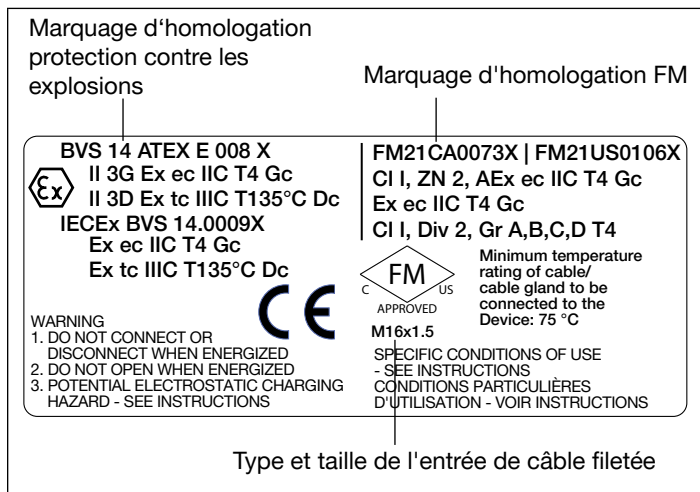 Marquage d‘homologation
protection contre les
explosions
Marquage d'homologation FM
BVS 14 ATEX E 008 X
II 3G Ex ec IIC T4 Gc
II 3D Ex tc IIIC T135°C Dc
IECEx BVS 14.0009X
Ex ec IIC T4 Gc
Ex tc IIIC T135°C Dc
Ex
CE
WARNING
1. DO NOT CONNECT OR
DISCONNECT WHEN ENERGIZED
2. DO NOT OPEN WHEN ENERGIZED
3. POTENTIAL ELECTROSTATIC CHARGING
HAZARD - SEE INSTRUCTIONS
FM21CA0073X | FM21US0106X
CI I, ZN 2, AEx ec IIC T4 Gc
Ex ec IIC T4 Gc
CI I, Div 2, Gr A,B,C,D T4
FM
C US
APPROVED
M16x1.5
Minimum temperature
rating of cable/
cable gland to be
connected to the
Device: 75 °C
SPECIFIC CONDITIONS OF USE
- SEE INSTRUCTIONS
CONDITIONS PARTICULIÈRES
D'UTILISATION - VOIR INSTRUCTIONS
Type et taille de l'entrée de câble filetée